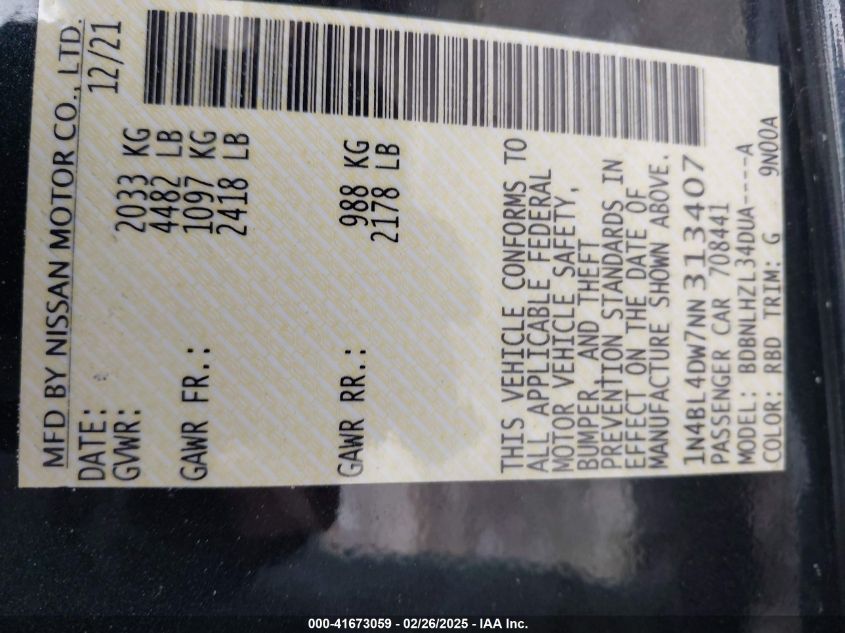 MFD BY NISSAN MOTOR CO., LTD.
DATE: 12/21
GVWR: 2033 KG
4482 LB
GAWR FR.: 1097 KG
2418 LB
GAWR RR.: 988 KG
2178 LB
THIS VEHICLE CONFORMS TO
ALL APPLICABLE FEDERAL
MOTOR VEHICLE SAFETY,
BUMPER, AND THEFT
PREVENTION STANDARDS IN
EFFECT ON THE DATE OF
MANUFACTURE SHOWN ABOVE.
1N4BL4DW7NN313407
PASSENGER CAR 708441
MODEL: BDBNLHZL34DUA----A
COLOR: RBD TRIM: G 9N00A
000-41673059 - 02/26/2025 - IAA Inc.